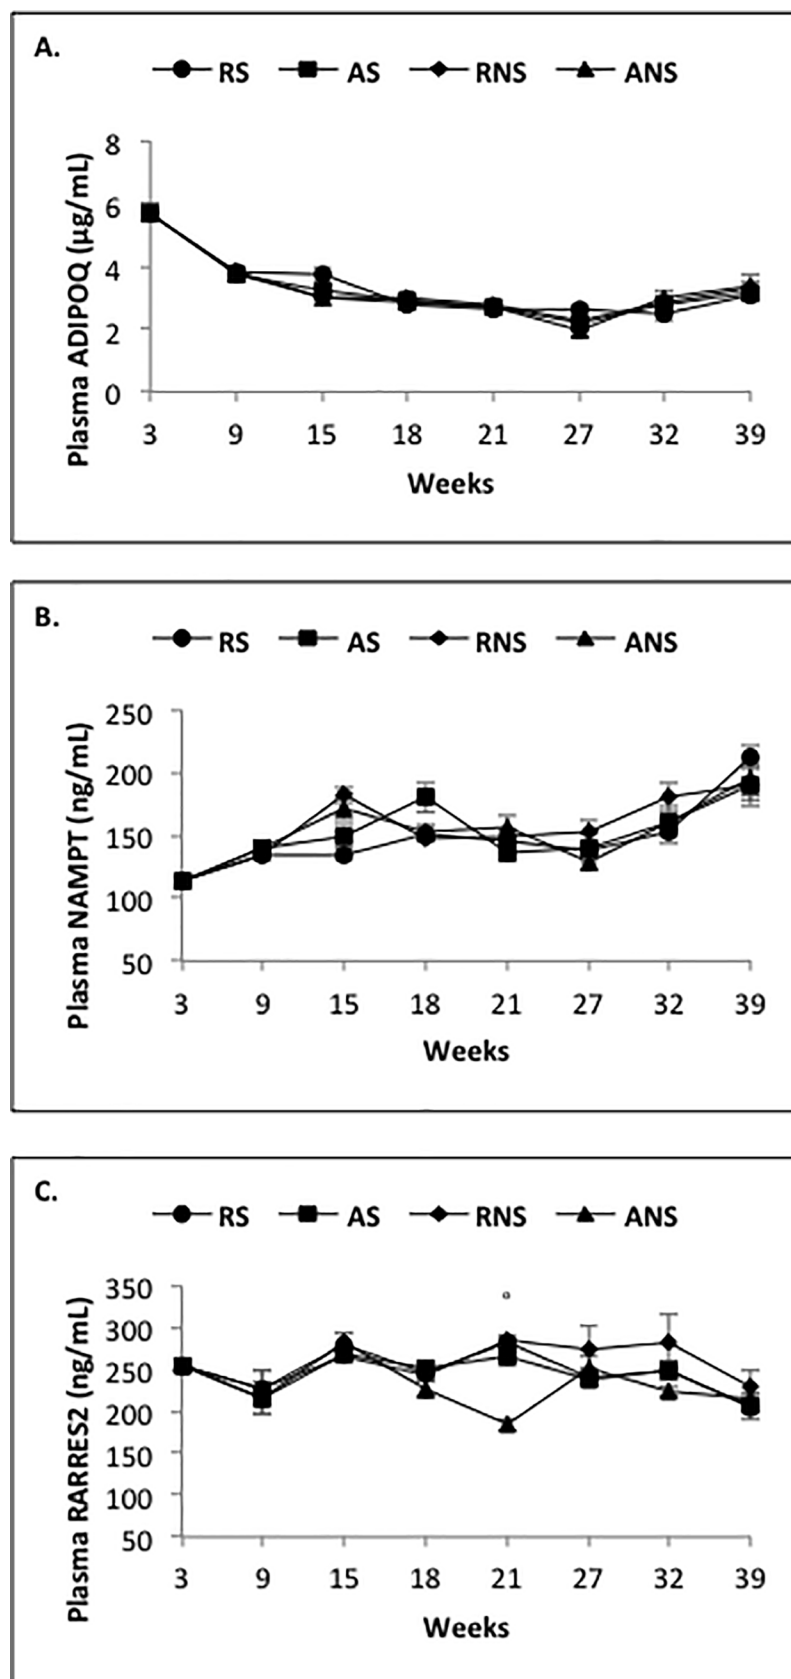 A.
RS AS RNS ANS
Plasma ADIPOQ (µg/mL)
8
6
4
2
0
3 9 15 18 21 27 32 39
Weeks
B.
RS AS RNS ANS
Plasma NAMPT (ng/mL)
250
200
150
100
50
3 9 15 18 21 27 32 39
Weeks
C.
RS AS RNS ANS
Plasma RARRES2 (ng/mL)
350
300
250
200
150
100
50
3 9 15 18 21 27 32 39
Weeks